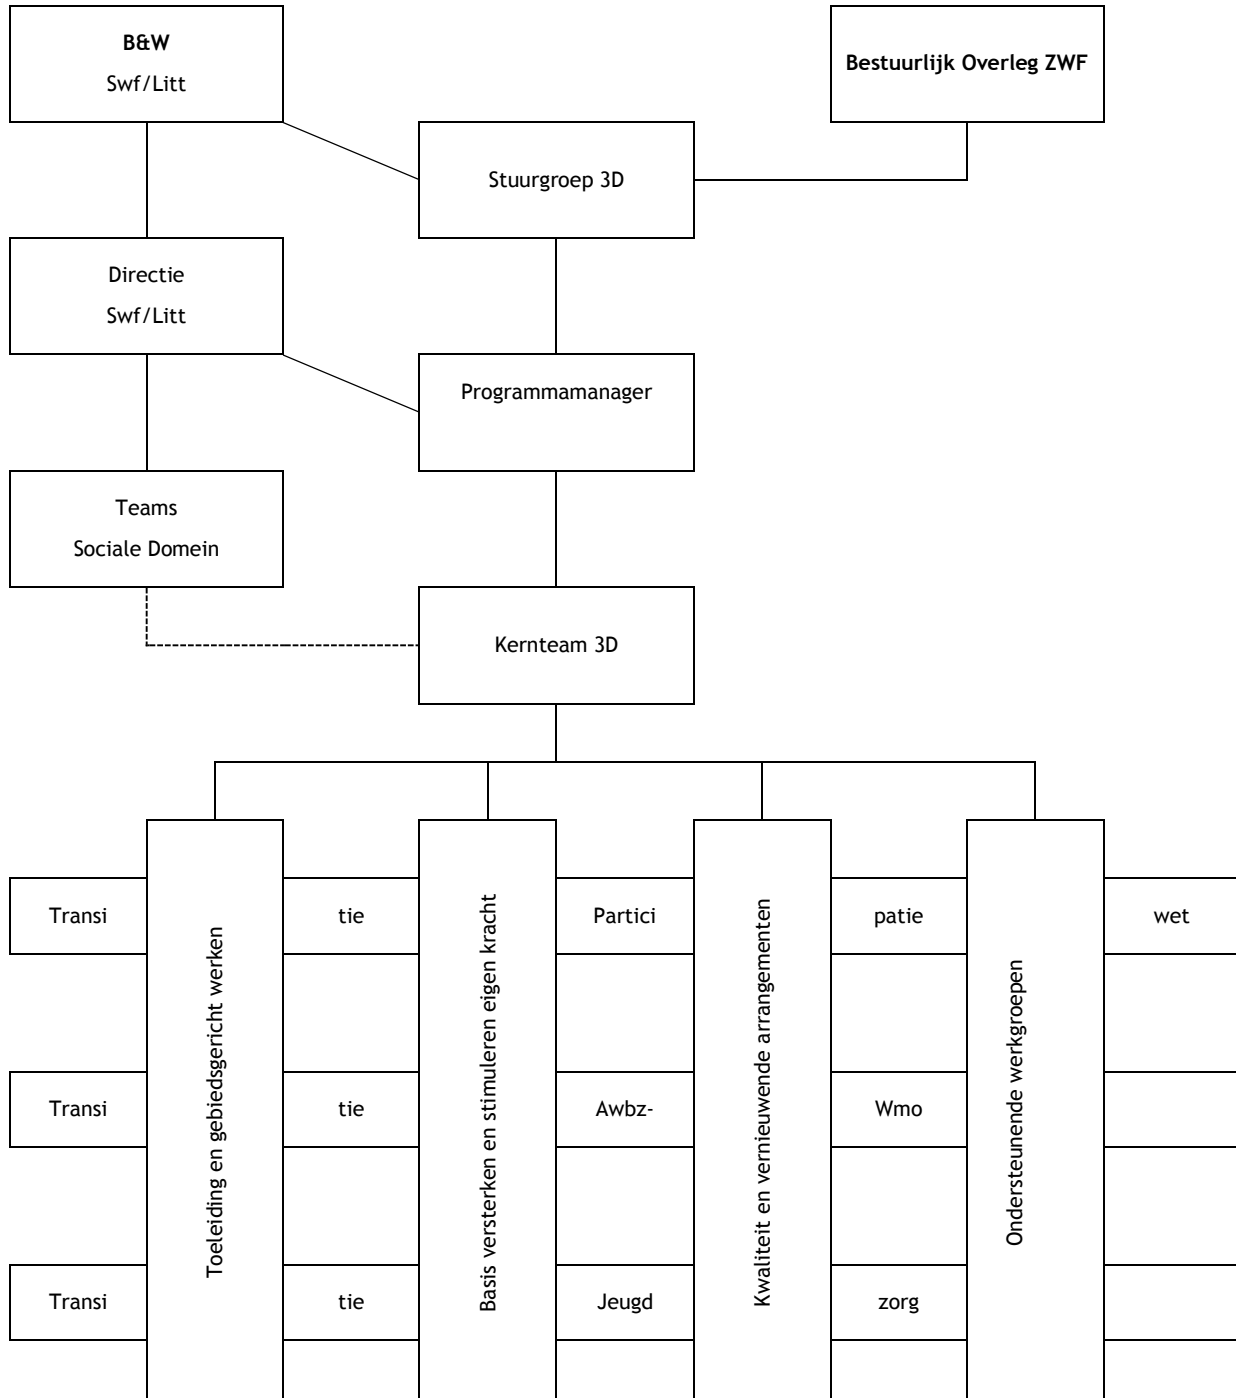 B&W
Swf/Litt
Bestuurlijk Overleg ZWF
Stuurgroep 3D
Directie
Swf/Litt
Programmamanager
Teams
Sociale Domein
Kernteam 3D
Toeleiding en gebiedsgericht werken
Basis versterken en stimuleren eigen kracht
Kwaliteit en vernieuwende arrangementen
Ondersteunende werkgroepen
Transi tie Partici patie wet
Transi tie Awbz- Wmo
Transi tie Jeugd zorg